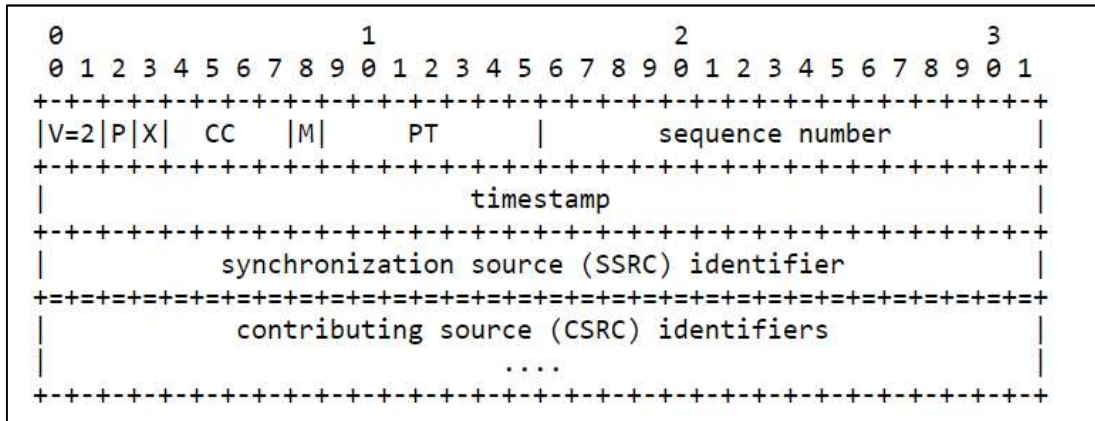 0                   1                   2                   3
 0 1 2 3 4 5 6 7 8 9 0 1 2 3 4 5 6 7 8 9 0 1 2 3 4 5 6 7 8 9 0 1
+-+-+-+-+-+-+-+-+-+-+-+-+-+-+-+-+-+-+-+-+-+-+-+-+-+-+-+-+-+-+-+-+
|V=2|P|X|  CC   |M|     PT      |       sequence number         |
+-+-+-+-+-+-+-+-+-+-+-+-+-+-+-+-+-+-+-+-+-+-+-+-+-+-+-+-+-+-+-+-+
|                           timestamp                           |
+-+-+-+-+-+-+-+-+-+-+-+-+-+-+-+-+-+-+-+-+-+-+-+-+-+-+-+-+-+-+-+-+
|           synchronization source (SSRC) identifier            |
+=+=+=+=+=+=+=+=+=+=+=+=+=+=+=+=+=+=+=+=+=+=+=+=+=+=+=+=+=+=+=+=+
|            contributing source (CSRC) identifiers             |
|                             ....                              |
+-+-+-+-+-+-+-+-+-+-+-+-+-+-+-+-+-+-+-+-+-+-+-+-+-+-+-+-+-+-+-+-+